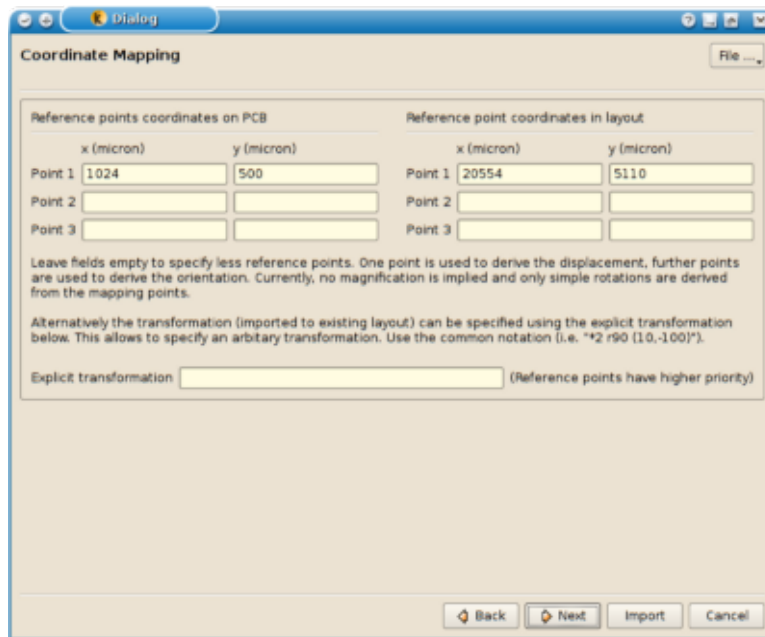 Dialog
Coordinate Mapping
File ...
Reference points coordinates on PCB
Reference point coordinates in layout
x (micron) y (micron)
x (micron) y (micron)
Point 1 1024 500
Point 1 20554 5110
Point 2
Point 2
Point 3
Point 3
Leave fields empty to specify less reference points. One point is used to derive the displacement, further points
are used to derive the orientation. Currently, no magnification is implied and only simple rotations are derived
from the mapping points.
Alternatively the transformation (imported to existing layout) can be specified using the explicit transformation
below. This allows to specify an arbitary transformation. Use the common notation (i.e. "*2 r90 (10,-100)").
Explicit transformation (Reference points have higher priority)
Back Next Import Cancel